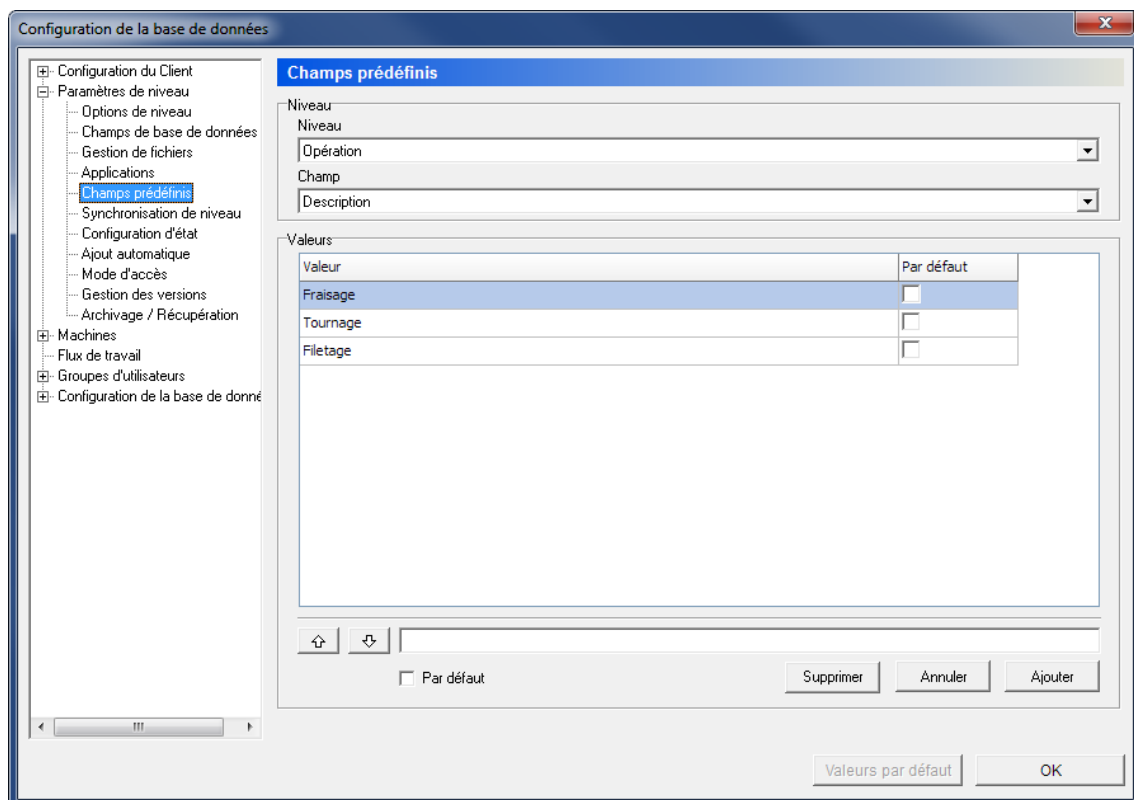 Configuration de la base de données
Configuration du Client
Paramètres de niveau
Options de niveau
Champs de base de données
Gestion de fichiers
Applications
Champs prédéfinis
Synchronisation de niveau
Configuration d'état
Ajout automatique
Mode d'accès
Gestion des versions
Archivage / Récupération
Machines
Flux de travail
Groupes d'utilisateurs
Configuration de la base de donné
Champs prédéfinis
Niveau
Niveau
Opération
Champ
Description
Valeurs
Valeur Par défaut
Fraisage
Tournage
Filetage
Par défaut
Supprimer Annuler Ajouter
Valeurs par défaut OK